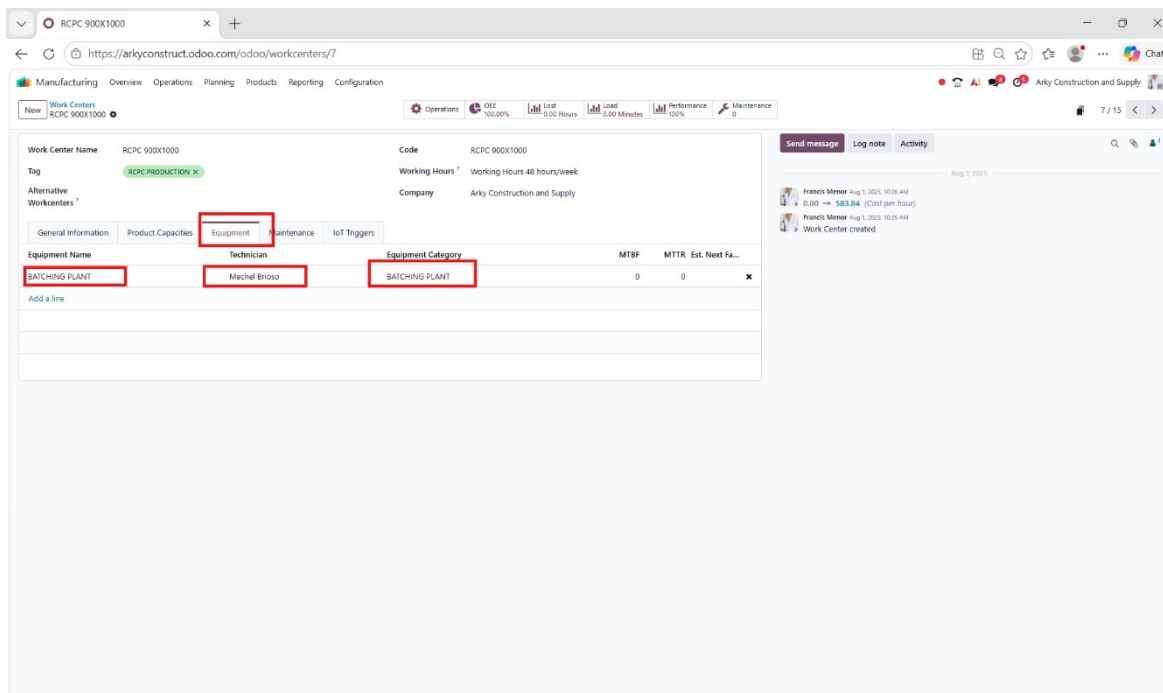 RCPC 900X1000
https://arkyconstruct.odoo.com/odoo/workcenters/7
Chat
Manufacturing Overview Operations Planning Products Reporting Configuration
Arky Construction and Supply
New
Work Centers
RCPC 900X1000
Operations
OEE
100.00%
Lost
0.00 Hours
Load
0.00 Minutes
Performance
100%
Maintenance
0
7 / 15
Work Center Name RCPC 900X1000
Code RCPC 900X1000
Tag RCPC PRODUCTION ×
Working Hours ? Working Hours 48 hours/week
Alternative
Workcenters ?
Company Arky Construction and Supply
General Information Product Capacities Equipment Maintenance IoT Triggers
Equipment Name Technician Equipment Category MTBF MTTR Est. Next Fa...
BATCHING PLANT Mechel Brioso BATCHING PLANT 0 0
Add a line
Send message Log note Activity
1
Aug 1, 2025
Francis Menor Aug 1, 2025, 10:26 AM
0.00 → 583.84 (Cost per hour)
Francis Menor Aug 1, 2025, 10:25 AM
Work Center created